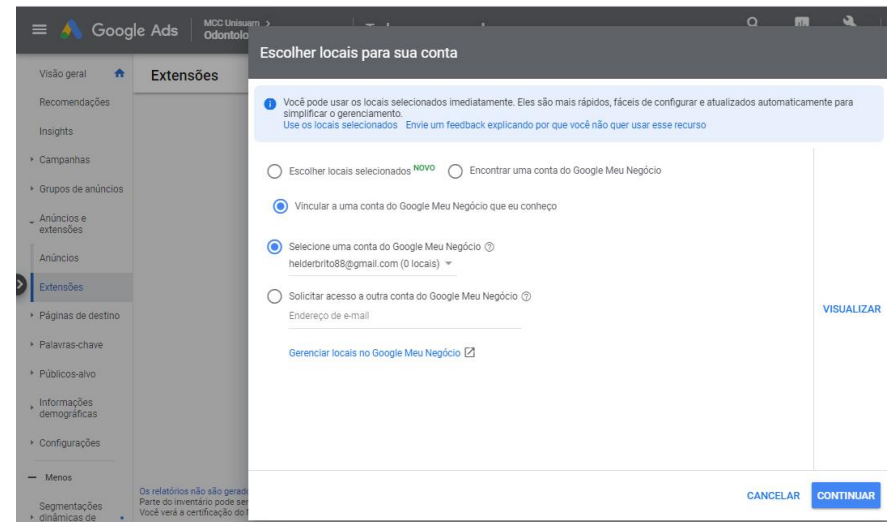 Google Ads
MCC Unisuam >
Odontolo
Escolher locais para sua conta
Visão geral
Recomendações
Insights
Campanhas
Grupos de anúncios
Anúncios e
extensões
Anúncios
Extensões
Páginas de destino
Palavras-chave
Públicos-alvo
Informações
demográficas
Configurações
Menos
Segmentações
dinâmicas de
Extensões
Os relatórios não são gerado
Parte do inventário pode ser
Você verá a certificação do
Você pode usar os locais selecionados imediatamente. Eles são mais rápidos, fáceis de configurar e atualizados automaticamente para
simplificar o gerenciamento.
Use os locais selecionados Envie um feedback explicando por que você não quer usar esse recurso
Escolher locais selecionados NOVO Encontrar uma conta do Google Meu Negócio
Vincular a uma conta do Google Meu Negócio que eu conheço
Selecione uma conta do Google Meu Negócio
helderbrito88@gmail.com (0 locais)
Solicitar acesso a outra conta do Google Meu Negócio
Endereço de e-mail
Gerenciar locais no Google Meu Negócio
VISUALIZAR
CANCELAR CONTINUAR